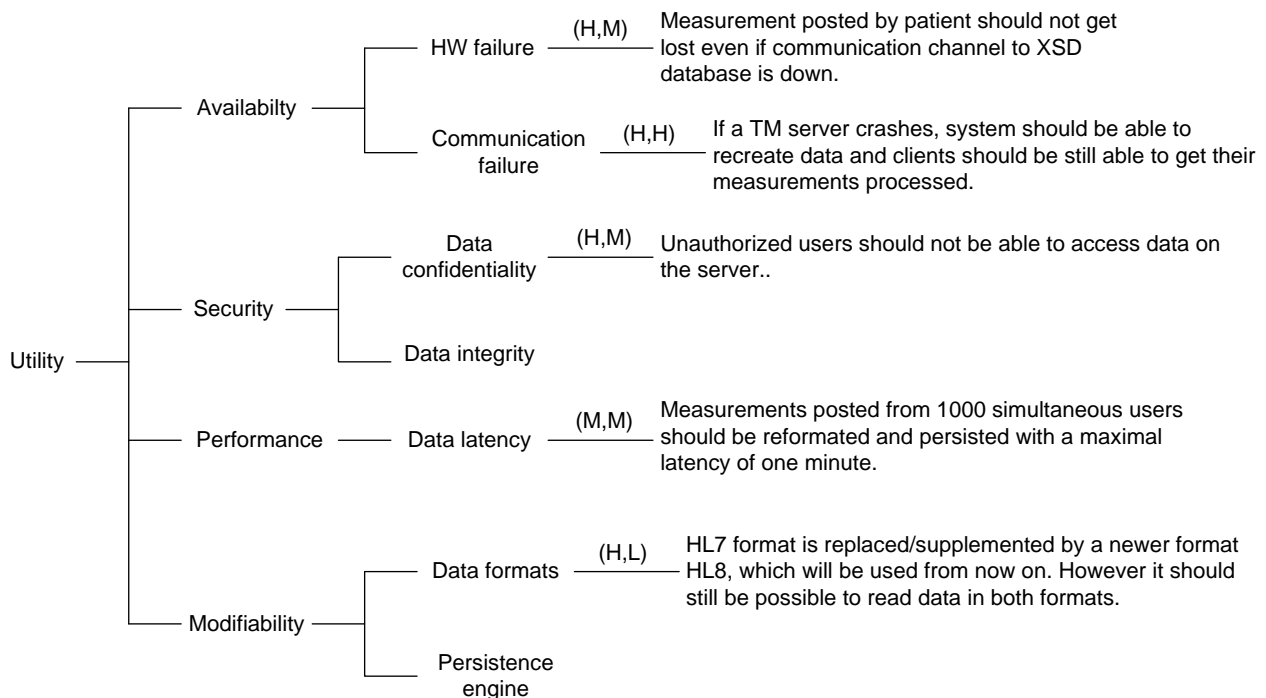 Utility
Availabilty
HW failure
(H,M)
Measurement posted by patient should not get
lost even if communication channel to XSD
database is down.
Communication
failure
(H,H)
If a TM server crashes, system should be able to
recreate data and clients should be still able to get their
measurements processed.
Security
Data
confidentiality
(H,M)
Unauthorized users should not be able to access data on
the server..
Data integrity
Performance
Data latency
(M,M)
Measurements posted from 1000 simultaneous users
should be reformated and persisted with a maximal
latency of one minute.
Modifiability
Data formats
(H,L)
HL7 format is replaced/supplemented by a newer format
HL8, which will be used from now on. However it should
still be possible to read data in both formats.
Persistence
engine